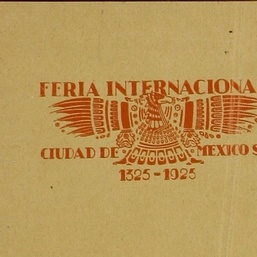 FERIA INTERNACIONA
CIUDAD DE MEXICO S
1325-1925